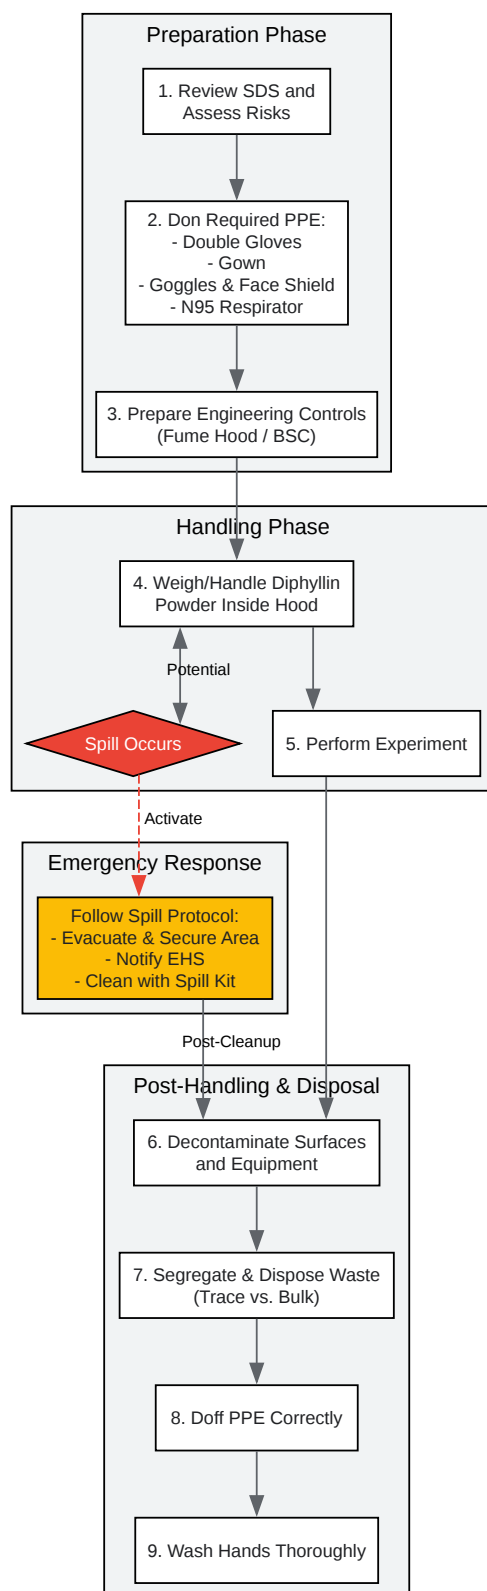 Preparation Phase
1. Review SDS and
Assess Risks
2. Don Required PPE:
- Double Gloves
- Gown
- Goggles & Face Shield
- N95 Respirator
3. Prepare Engineering Controls
(Fume Hood / BSC)
Handling Phase
4. Weigh/Handle Diphyllin
Powder Inside Hood
Potential
Spill Occurs
5. Perform Experiment
Activate
Emergency Response
Follow Spill Protocol:
- Evacuate & Secure Area
- Notify EHS
- Clean with Spill Kit
Post-Cleanup
Post-Handling & Disposal
6. Decontaminate Surfaces
and Equipment
7. Segregate & Dispose Waste
(Trace vs. Bulk)
8. Doff PPE Correctly
9. Wash Hands Thoroughly